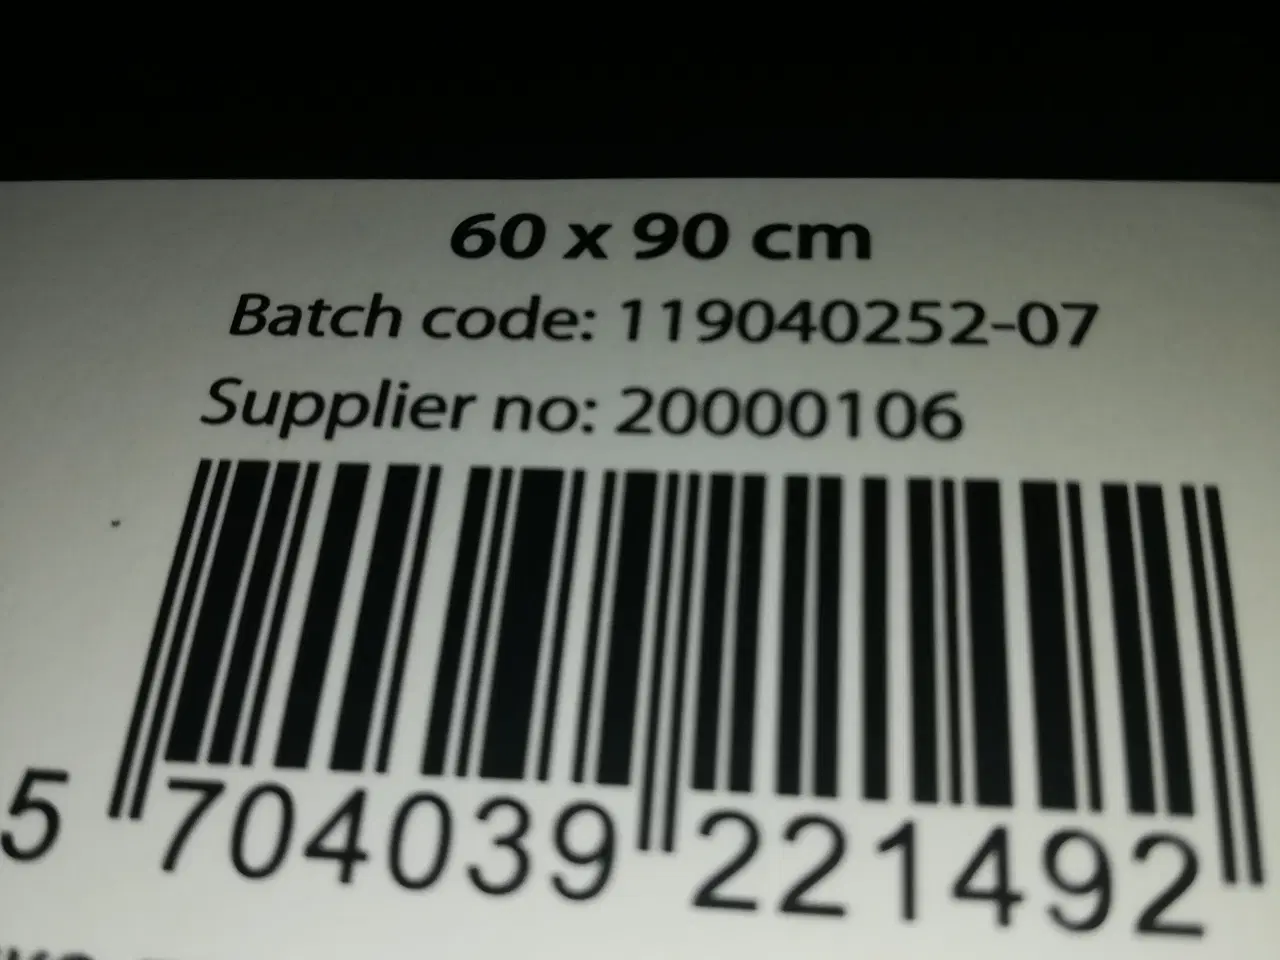 60 x 90 cm
Batch code: 119040252-07
Supplier no: 20000106
5 704039 221492